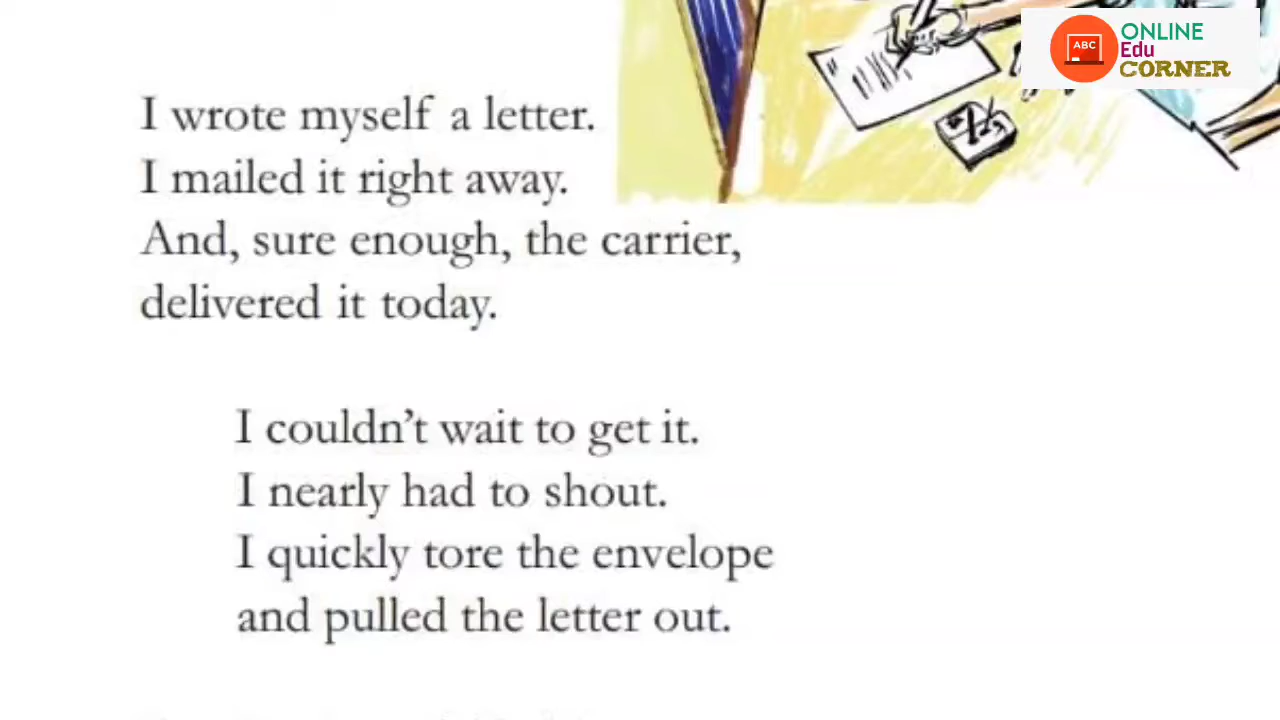 ABC
ONLINE
Edu
CORNER
I wrote myself a letter.
I mailed it right away.
And, sure enough, the carrier,
delivered it today.
I couldn't wait to get it.
I nearly had to shout.
I quickly tore the envelope
and pulled the letter out.